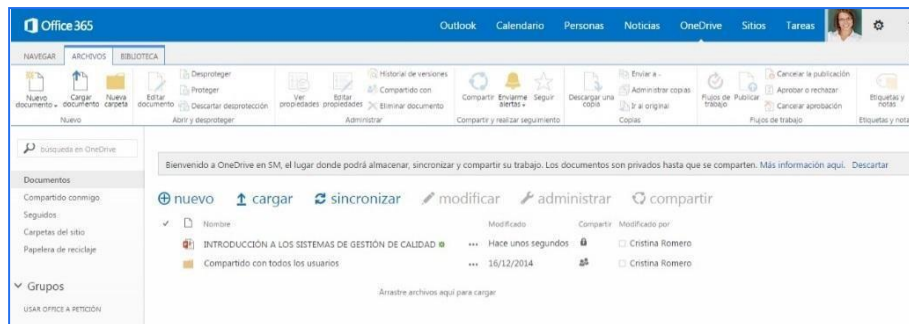 Office 365
Outlook Calendario Personas Noticias OneDrive Sitios Tareas
NAVEGAR ARCHIVOS BIBLIOTECA
Nuevo documento
Cargar documento
Nueva carpeta
Nuevo
Editar documento
Desproteger
Proteger
Descartar desprotección
Abrir y desproteger
Ver propiedades
Editar propiedades
Historial de versiones
Compartido con
Eliminar documento
Administrar
Compartir
Enviarme alertas
Seguir
Compartir y realizar seguimiento
Descargar una copia
Enviar a
Administrar copias
Ir al original
Copias
Flujos de trabajo
Publicar
Cancelar la publicación
Aprobar o rechazar
Cancelar aprobación
Flujos de trabajo
Etiquetas y notas
Etiquetas y nota
búsqueda en OneDrive
Bienvenido a OneDrive en SM, el lugar donde podrá almacenar, sincronizar y compartir su trabajo. Los documentos son privados hasta que se comparten. Más información aquí. Descartar
Documentos
Compartido conmigo
Seguidos
Carpetas del sitio
Papelera de reciclaje
Grupos
USAR OFFICE A PETICIÓN
nuevo cargar sincronizar modificar administrar compartir
Nombre Modificado Compartir Modificado por
INTRODUCCIÓN A LOS SISTEMAS DE GESTIÓN DE CALIDAD ... Hace unos segundos Cristina Romero
Compartido con todos los usuarios ... 16/12/2014 Cristina Romero
Arrastre archivos aquí para cargar